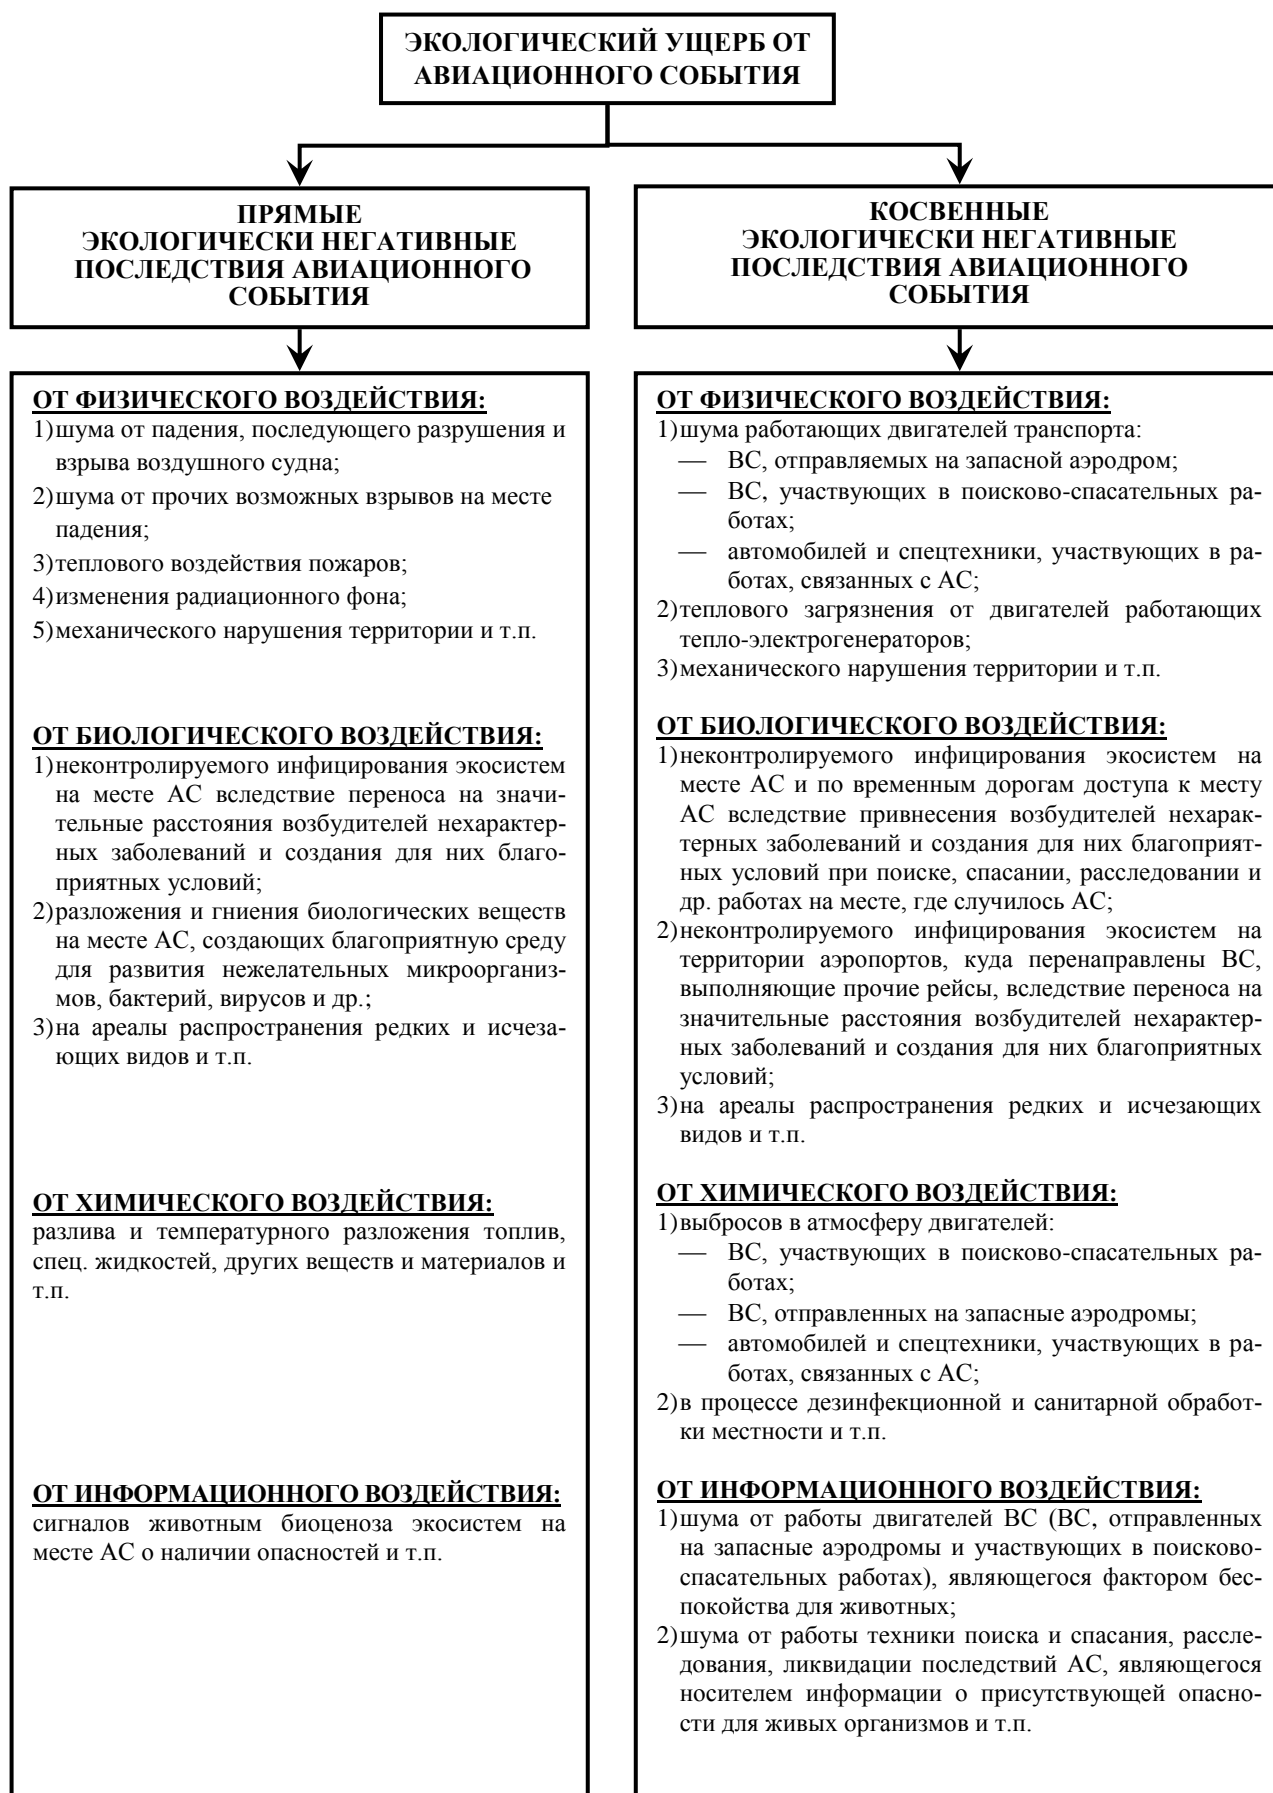 ЭКОЛОГИЧЕСКИЙ УЩЕРБ ОТ
АВИАЦИОННОГО СОБЫТИЯ
ПРЯМЫЕ
ЭКОЛОГИЧЕСКИ НЕГАТИВНЫЕ
ПОСЛЕДСТВИЯ АВИАЦИОННОГО
СОБЫТИЯ
ОТ ФИЗИЧЕСКОГО ВОЗДЕЙСТВИЯ:
1)шума от падения, последующего разрушения и
взрыва воздушного судна;
2)шума от прочих возможных взрывов на месте
падения;
3)теплового воздействия пожаров;
4)изменения радиационного фона;
5)механического нарушения территории и т.п.
ОТ БИОЛОГИЧЕСКОГО ВОЗДЕЙСТВИЯ:
1)неконтролируемого инфицирования экосистем
на месте АС вследствие переноса на значи-
тельные расстояния возбудителей нехарактер-
ных заболеваний и создания для них благо-
приятных условий;
2)разложения и гниения биологических веществ
на месте АС, создающих благоприятную среду
для развития нежелательных микроорганиз-
мов, бактерий, вирусов и др.;
3)на ареалы распространения редких и исчеза-
ющих видов и т.п.
ОТ ХИМИЧЕСКОГО ВОЗДЕЙСТВИЯ:
разлива и температурного разложения топлив,
спец. жидкостей, других веществ и материалов и
т.п.
ОТ ИНФОРМАЦИОННОГО ВОЗДЕЙСТВИЯ:
сигналов животным биоценоза экосистем на
месте АС о наличии опасностей и т.п.
КОСВЕННЫЕ
ЭКОЛОГИЧЕСКИ НЕГАТИВНЫЕ
ПОСЛЕДСТВИЯ АВИАЦИОННОГО
СОБЫТИЯ
ОТ ФИЗИЧЕСКОГО ВОЗДЕЙСТВИЯ:
1)шума работающих двигателей транспорта:
— ВС, отправляемых на запасной аэродром;
— ВС, участвующих в поисково-спасательных ра-
ботах;
— автомобилей и спецтехники, участвующих в ра-
ботах, связанных с АС;
2)теплового загрязнения от двигателей работающих
тепло-электрогенераторов;
3)механического нарушения территории и т.п.
ОТ БИОЛОГИЧЕСКОГО ВОЗДЕЙСТВИЯ:
1)неконтролируемого инфицирования экосистем на
месте АС и по временным дорогам доступа к месту
АС вследствие привнесения возбудителей нехарак-
терных заболеваний и создания для них благоприят-
ных условий при поиске, спасании, расследовании и
др. работах на месте, где случилось АС;
2)неконтролируемого инфицирования экосистем на
территории аэропортов, куда перенаправлены ВС,
выполняющие прочие рейсы, вследствие переноса на
значительные расстояния возбудителей нехарактер-
ных заболеваний и создания для них благоприятных
условий;
3)на ареалы распространения редких и исчезающих
видов и т.п.
ОТ ХИМИЧЕСКОГО ВОЗДЕЙСТВИЯ:
1)выбросов в атмосферу двигателей:
— ВС, участвующих в поисково-спасательных ра-
ботах;
— ВС, отправленных на запасные аэродромы;
— автомобилей и спецтехники, участвующих в ра-
ботах, связанных с АС;
2)в процессе дезинфекционной и санитарной обработ-
ки местности и т.п.
ОТ ИНФОРМАЦИОННОГО ВОЗДЕЙСТВИЯ:
1)шума от работы двигателей ВС (ВС, отправленных
на запасные аэродромы и участвующих в поисково-
спасательных работах), являющегося фактором бес-
покойства для животных;
2)шума от работы техники поиска и спасания, рассле-
дования, ликвидации последствий АС, являющегося
носителем информации о присутствующей опасно-
сти для живых организмов и т.п.